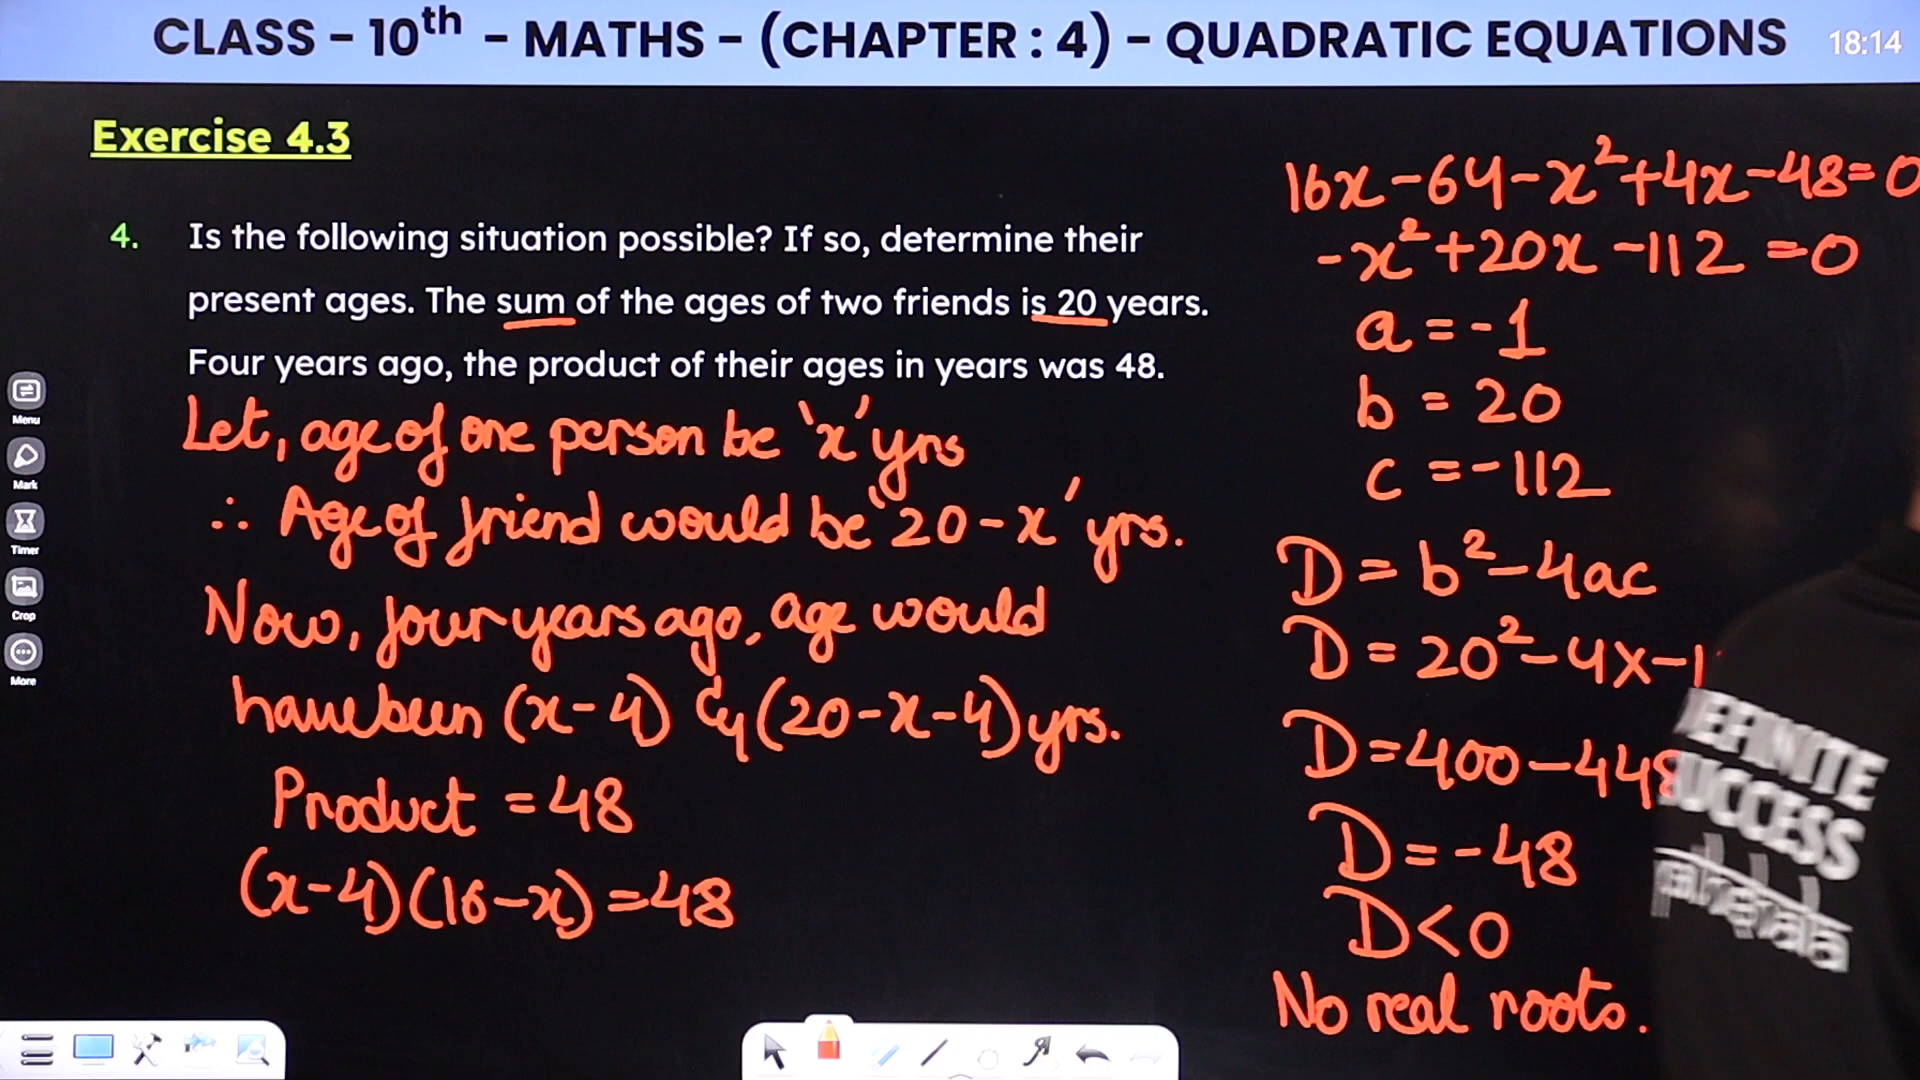 CLASS - 10th - MATHS - (CHAPTER : 4) - QUADRATIC EQUATIONS
18:14
Exercise 4.3
4. Is the following situation possible? If so, determine their
present ages. The sum of the ages of two friends is 20 years.
Four years ago, the product of their ages in years was 48.
Let, age of one person be 'x' yrs
∴ Age of friend would be '20-x' yrs.
Now, four years ago, age would
have been (x-4) & (20-x-4) yrs.
Product = 48
(x-4)(16-x) = 48
16x-64-x²+4x-48=0
-x²+20x-112=0
a = -1
b = 20
c = -112
D = b²-4ac
D = 20²-4x-1
D = 400-448
D = -48
D < 0
No real roots.
Menu
Mark
Timer
Crop
More
SUCCESS